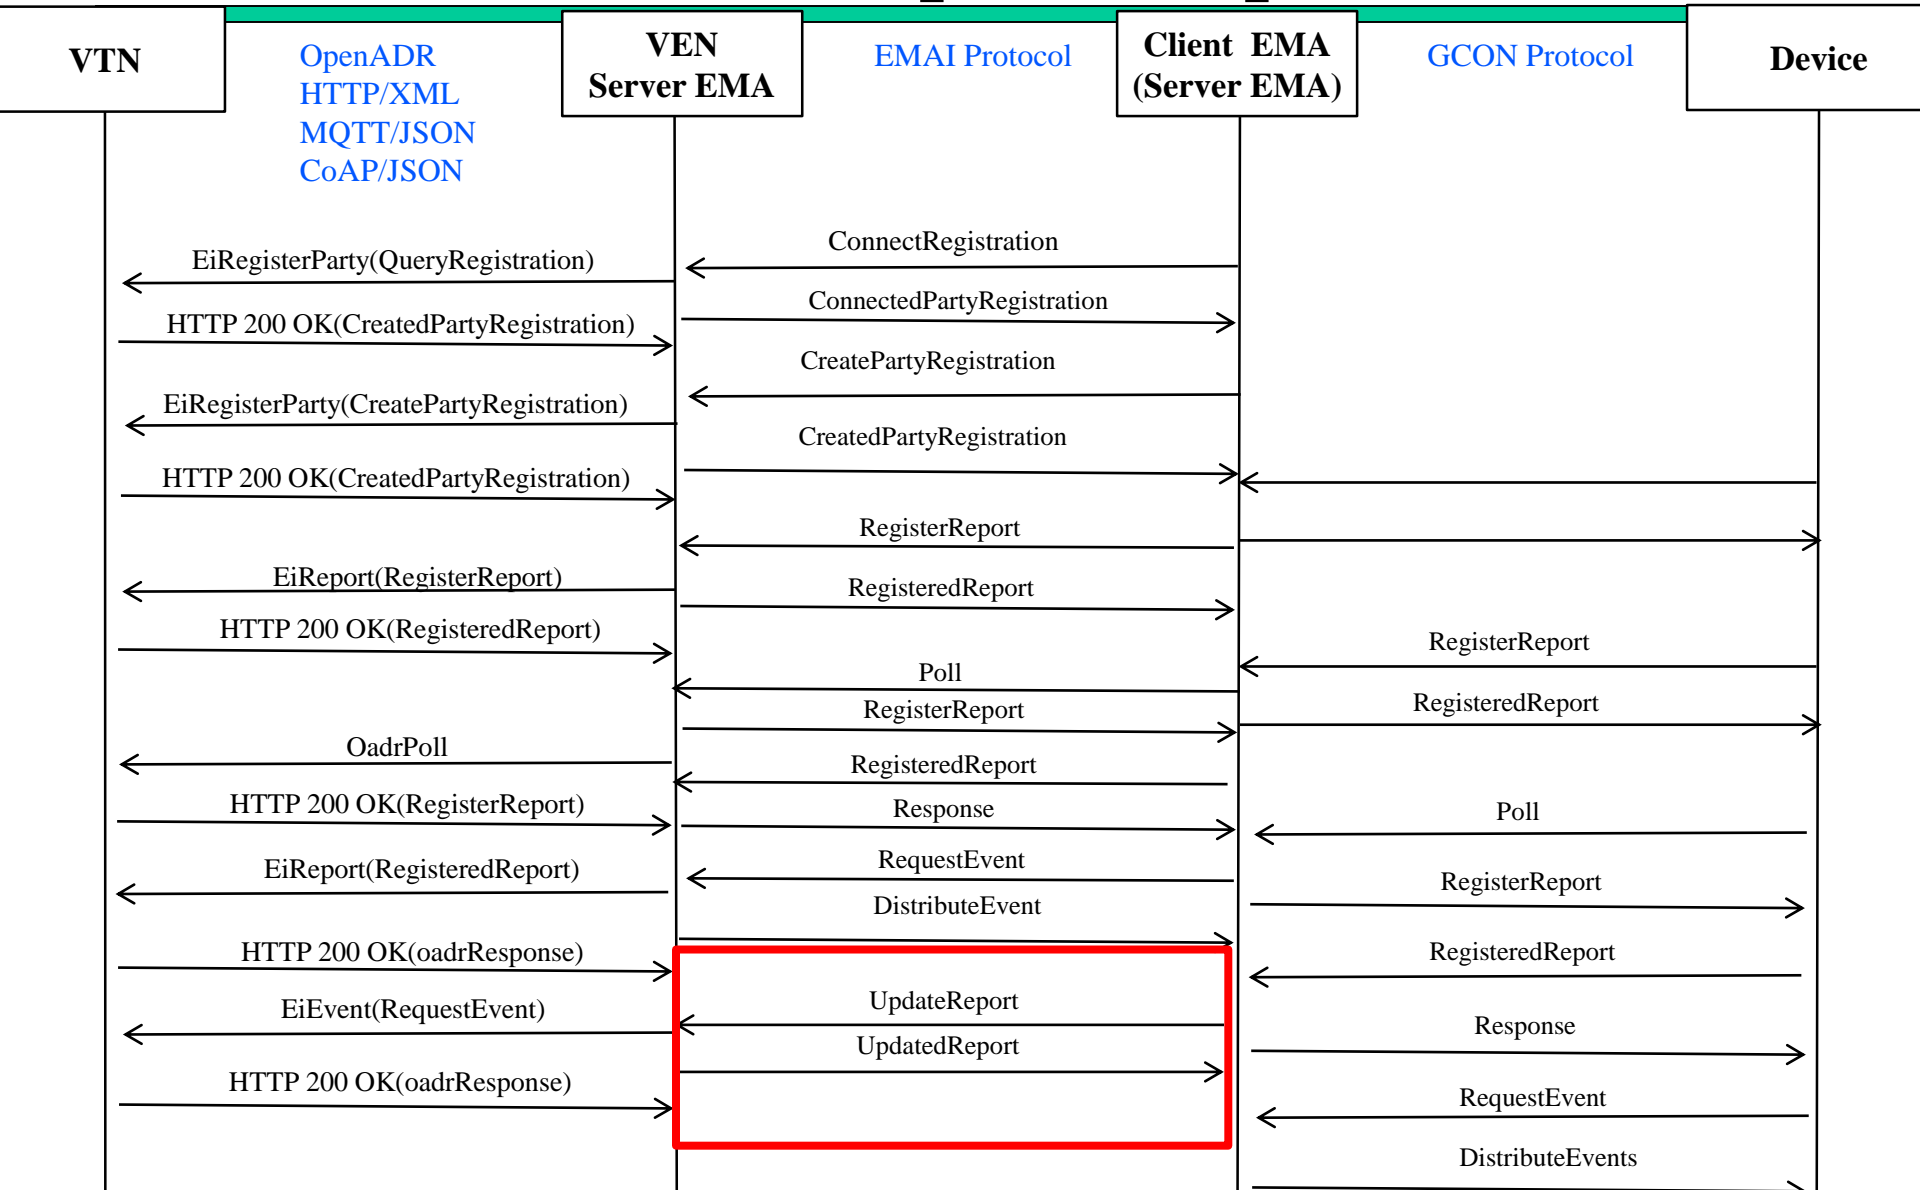 VTN
OpenADR
HTTP/XML
MQTT/JSON
CoAP/JSON
VEN
Server EMA
EMAI Protocol
Client EMA
(Server EMA)
GCON Protocol
Device
EiRegisterParty(QueryRegistration)
HTTP 200 OK(CreatedPartyRegistration)
EiRegisterParty(CreatePartyRegistration)
HTTP 200 OK(CreatedPartyRegistration)
EiReport(RegisterReport)
HTTP 200 OK(RegisteredReport)
OadrPoll
HTTP 200 OK(RegisterReport)
EiReport(RegisteredReport)
HTTP 200 OK(oadrResponse)
EiEvent(RequestEvent)
HTTP 200 OK(oadrResponse)
ConnectRegistration
ConnectedPartyRegistration
CreatePartyRegistration
CreatedPartyRegistration
RegisterReport
RegisteredReport
Poll
RegisterReport
RegisteredReport
Response
RequestEvent
DistributeEvent
UpdateReport
UpdatedReport
RegisterReport
RegisteredReport
Poll
RegisterReport
RegisteredReport
Response
RequestEvent
DistributeEvents